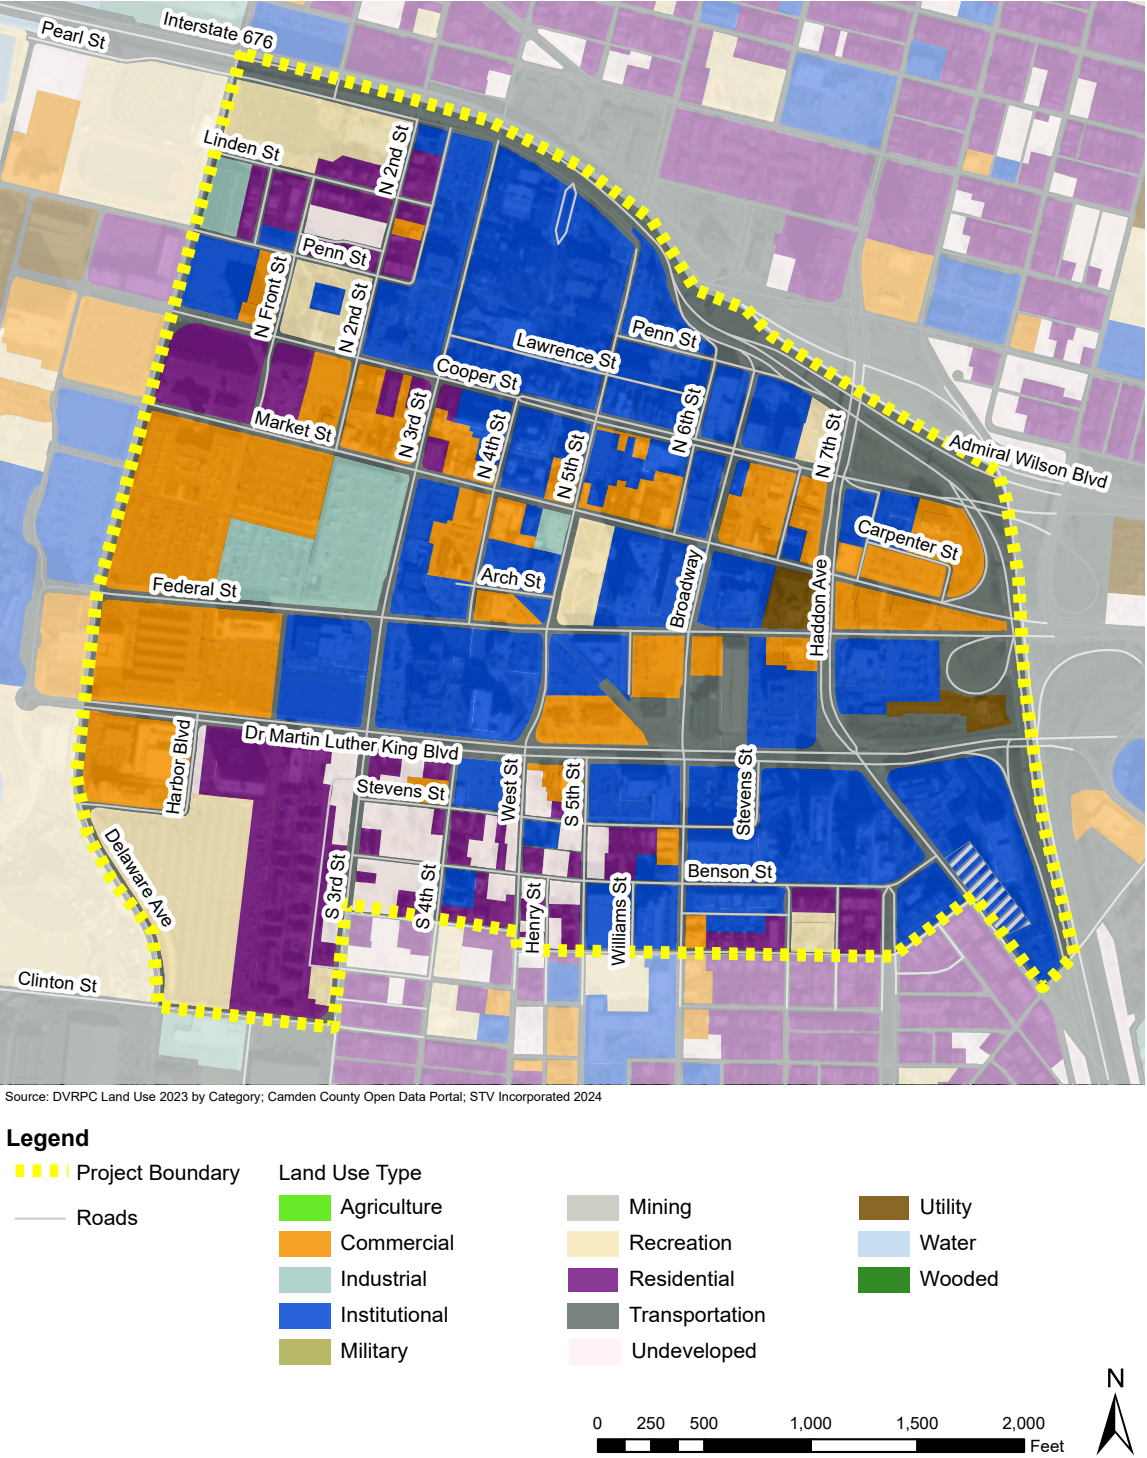 Interstate 676
Pearl St
Linden St
N 2nd St
Penn St
N Front St
N 2nd St
Lawrence St
Penn St
Cooper St
Market St
N 3rd St
N 4th St
N 5th St
N 6th St
N 7th St
Admiral Wilson Blvd
Carpenter St
Federal St
Arch St
Broadway
Haddon Ave
Harbor Blvd
Dr Martin Luther King Blvd
Stevens St
West St
S 5th St
Stevens St
Delaware Ave
S 3rd St
S 4th St
Henry St
Williams St
Benson St
Clinton St
Source: DVRPC Land Use 2023 by Category; Camden County Open Data Portal; STV Incorporated 2024
Legend
Project Boundary
Roads
Land Use Type
Agriculture
Commercial
Industrial
Institutional
Military
Mining
Recreation
Residential
Transportation
Undeveloped
Utility
Water
Wooded
N
0 250 500 1,000 1,500 2,000
Feet